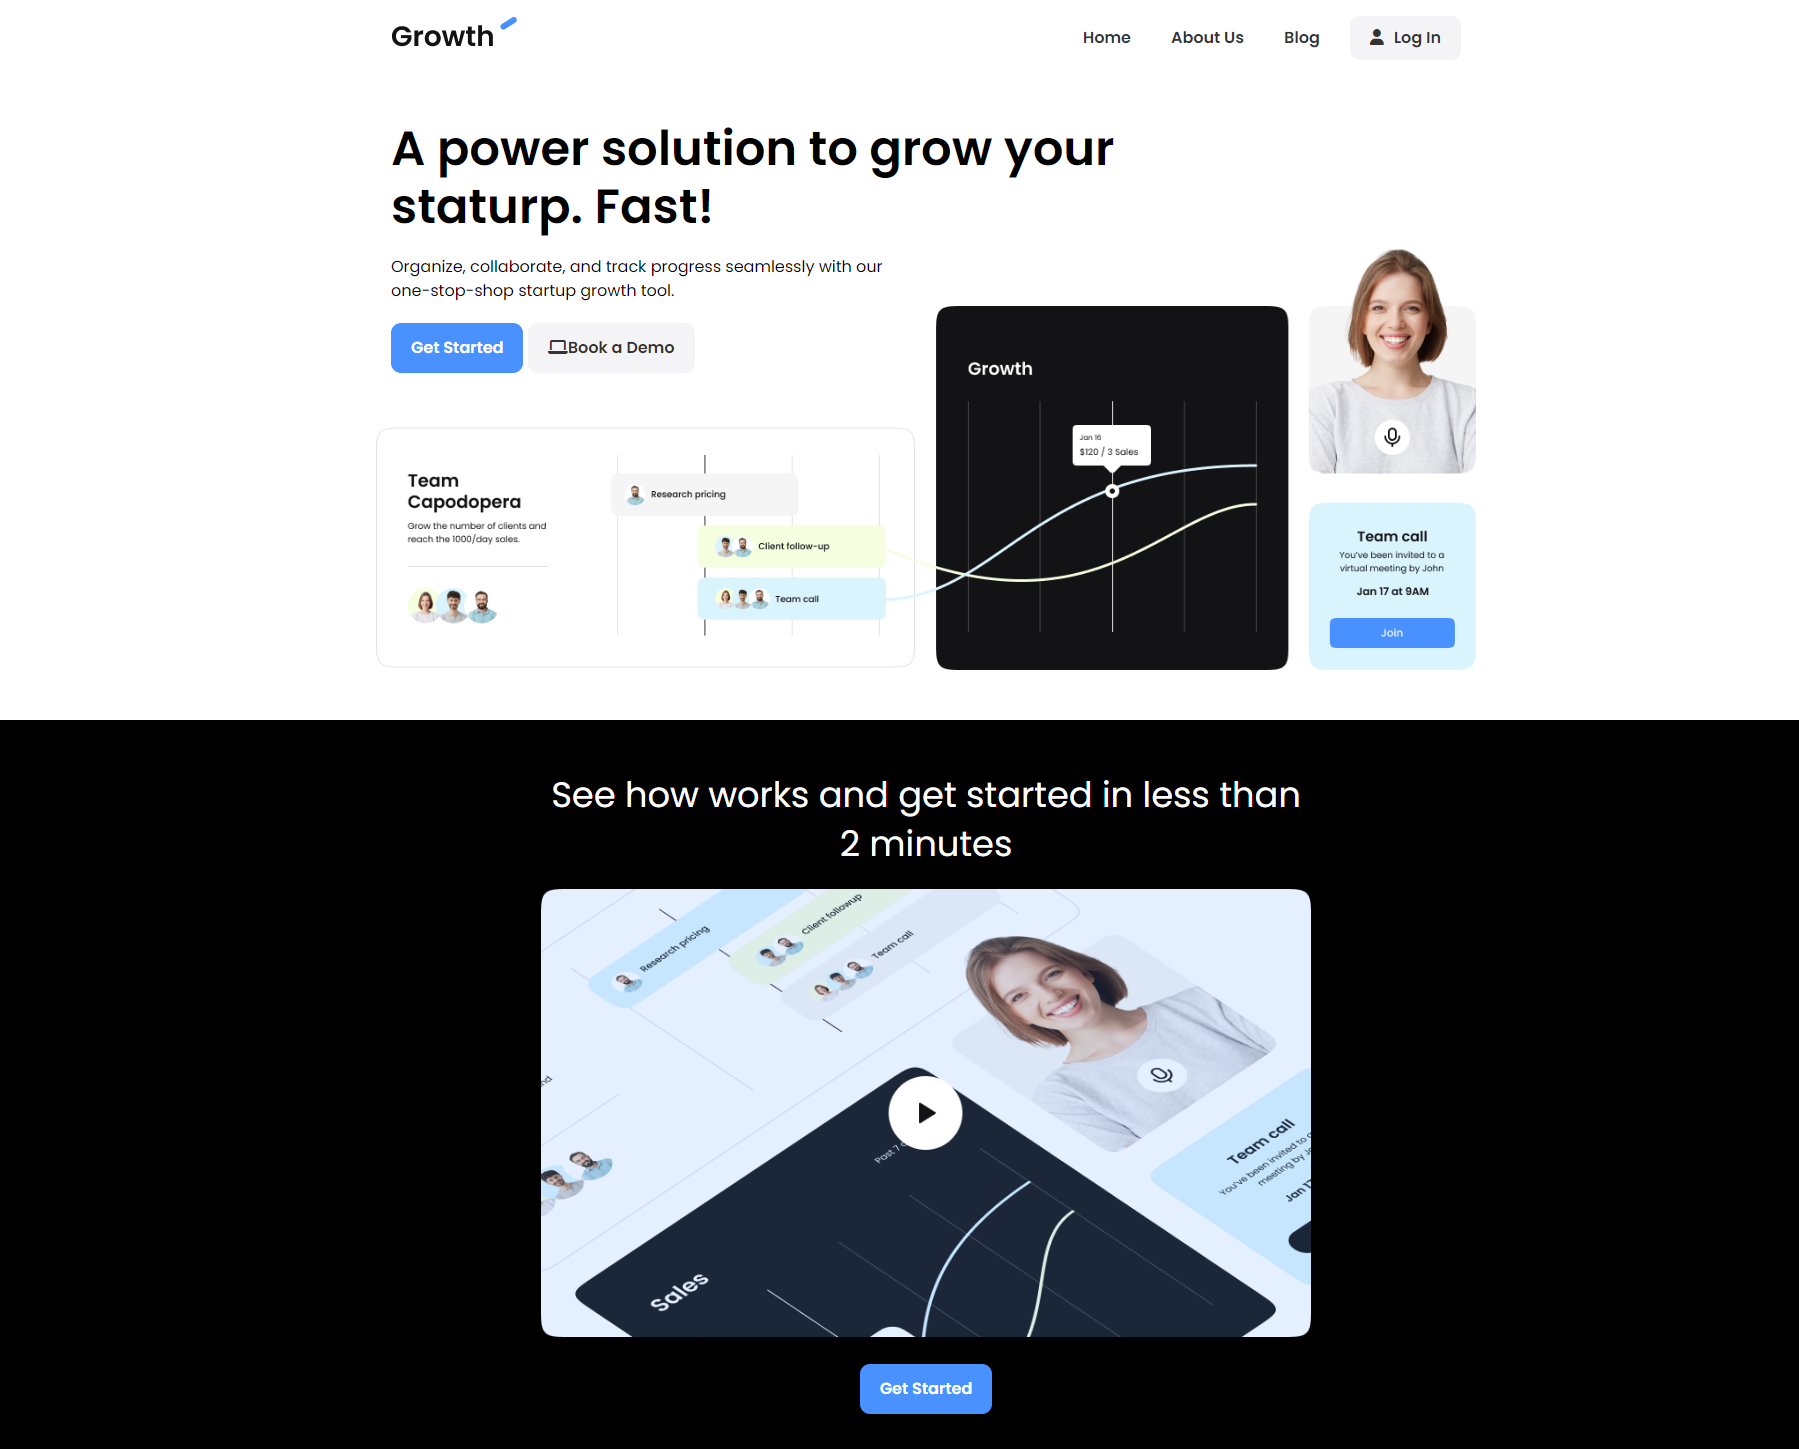 Growth
Home
About Us
Blog
Log In
A power solution to grow your
staturp. Fast!
Organize, collaborate, and track progress seamlessly with our
one-stop-shop startup growth tool.
Get Started
Book a Demo
Team
Capodopera
Grow the number of clients and
reach the 1000/day sales.
Research pricing
Client follow-up
Team call
Growth
Jan 16
$120 / 3 Sales
Team call
You've been invited to a
virtual meeting by John
Jan 17 at 9AM
Join
See how works and get started in less than
2 minutes
Research pricing
Client followup
Team call
Team call
You've been invited to
meeting by
Jan 17
Past 7
Sales
Get Started